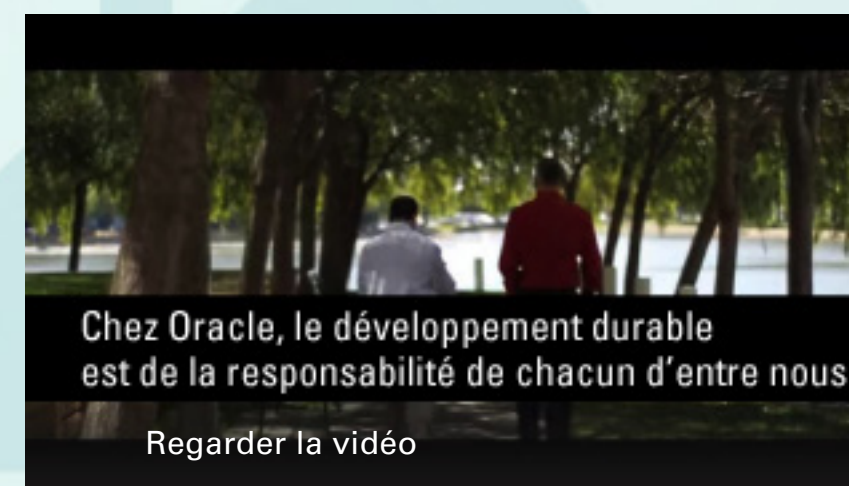 Chez Oracle, le développement durable
est de la responsabilité de chacun d’entre nous
Regarder la vidéo